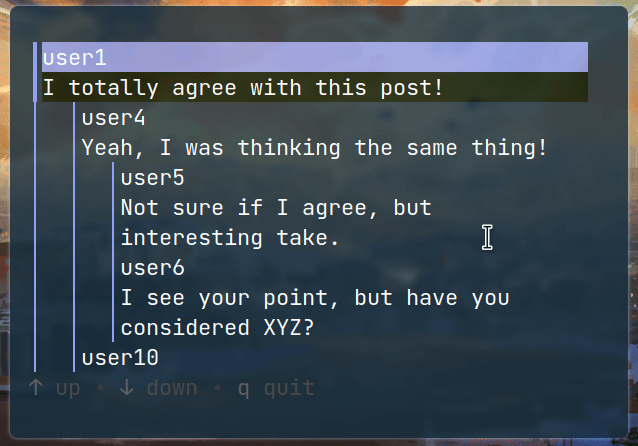 user1
I totally agree with this post!
user4
Yeah, I was thinking the same thing!
user5
Not sure if I agree, but
interesting take.
user6
I see your point, but have you
considered XYZ?
user10
↑ up • ↓ down • q quit